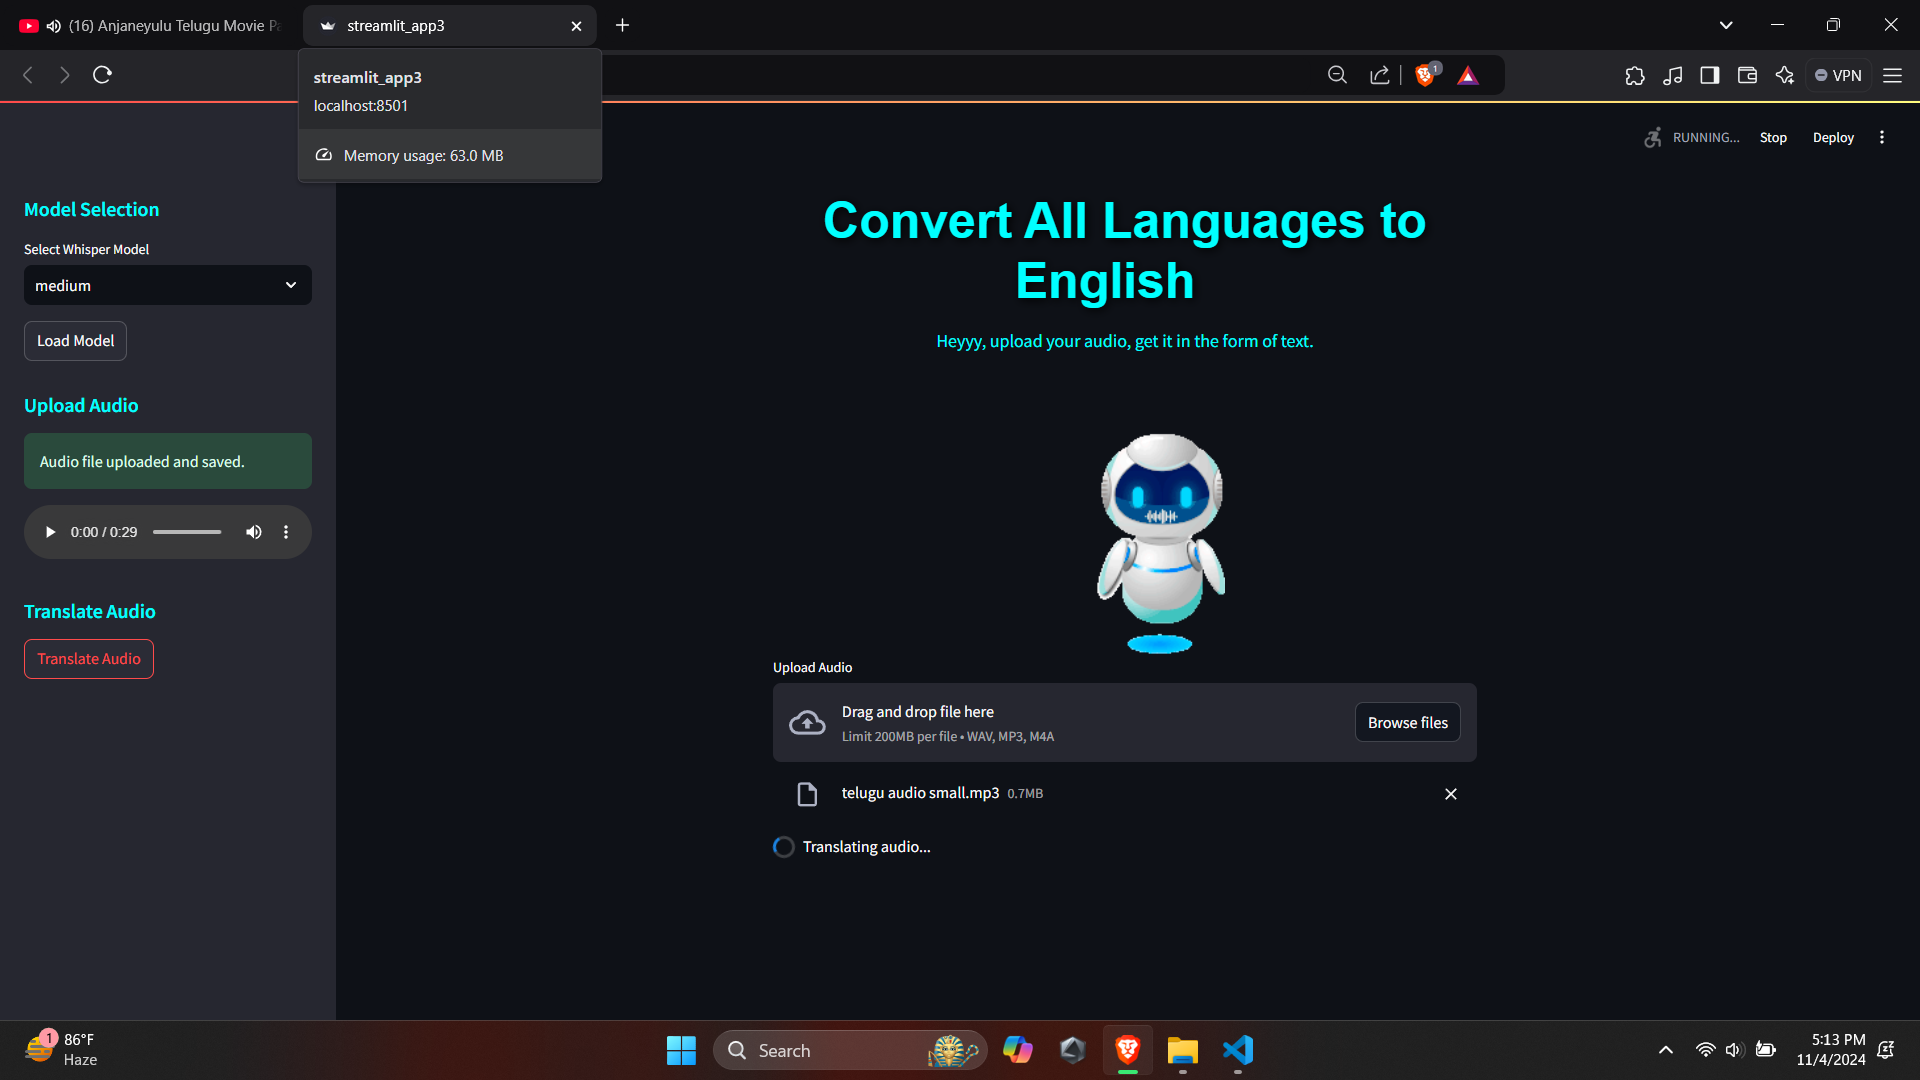 (16) Anjaneyulu Telugu Movie Pa
streamlit_app3
streamlit_app3
localhost:8501
Memory usage: 63.0 MB
1
VPN
RUNNING...
Stop
Deploy
Model Selection
Select Whisper Model
medium
Load Model
Upload Audio
Audio file uploaded and saved.
0:00 / 0:29
Translate Audio
Translate Audio
Convert All Languages to
English
Heyyy, upload your audio, get it in the form of text.
Upload Audio
Drag and drop file here
Limit 200MB per file • WAV, MP3, M4A
Browse files
telugu audio small.mp3 0.7MB
Translating audio...
1
86°F
Haze
Search
5:13 PM
11/4/2024